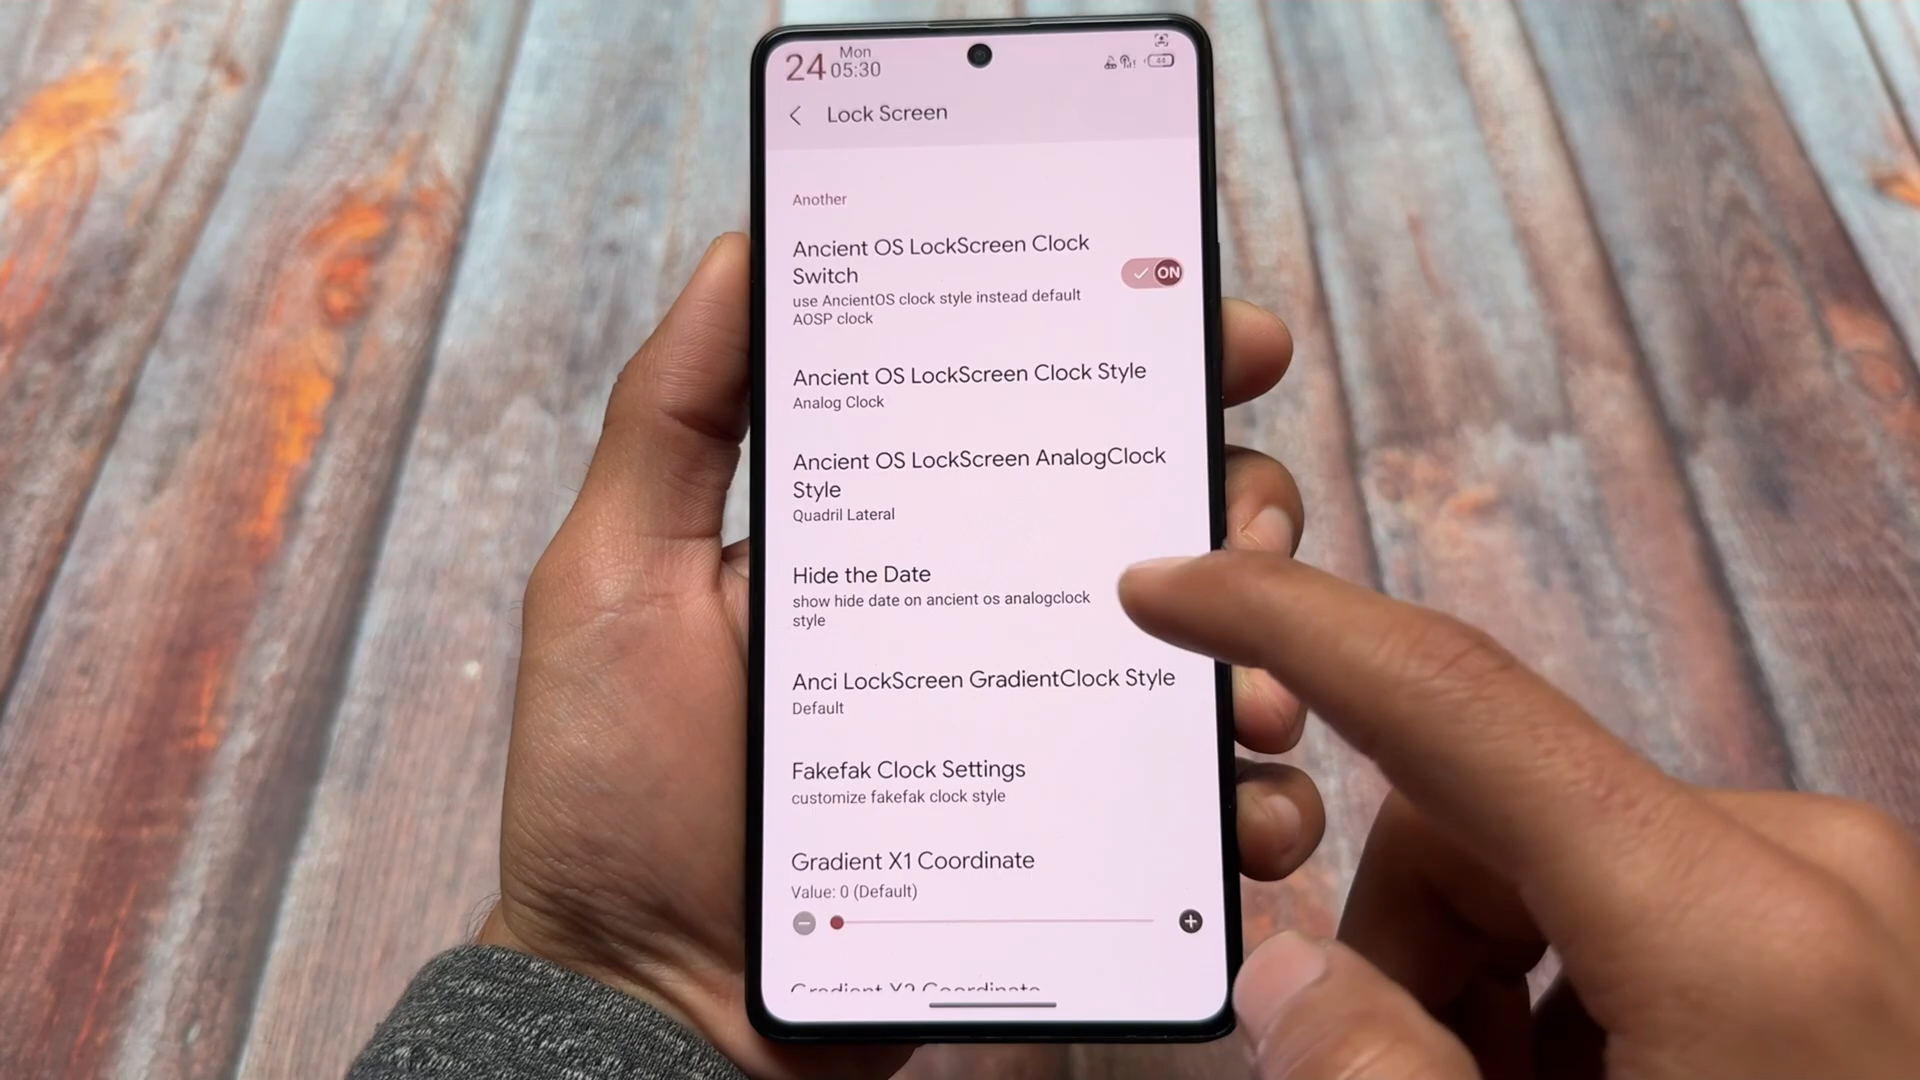 24 Mon
05:30
44
Lock Screen
Another
Ancient OS LockScreen Clock
Switch
ON
use AncientOS clock style instead default
AOSP clock
Ancient OS LockScreen Clock Style
Analog Clock
Ancient OS LockScreen AnalogClock
Style
Quadril Lateral
Hide the Date
show hide date on ancient os analogclock
style
Anci LockScreen GradientClock Style
Default
Fakefak Clock Settings
customize fakefak clock style
Gradient X1 Coordinate
Value: 0 (Default)
Gradient X2 Coordinate